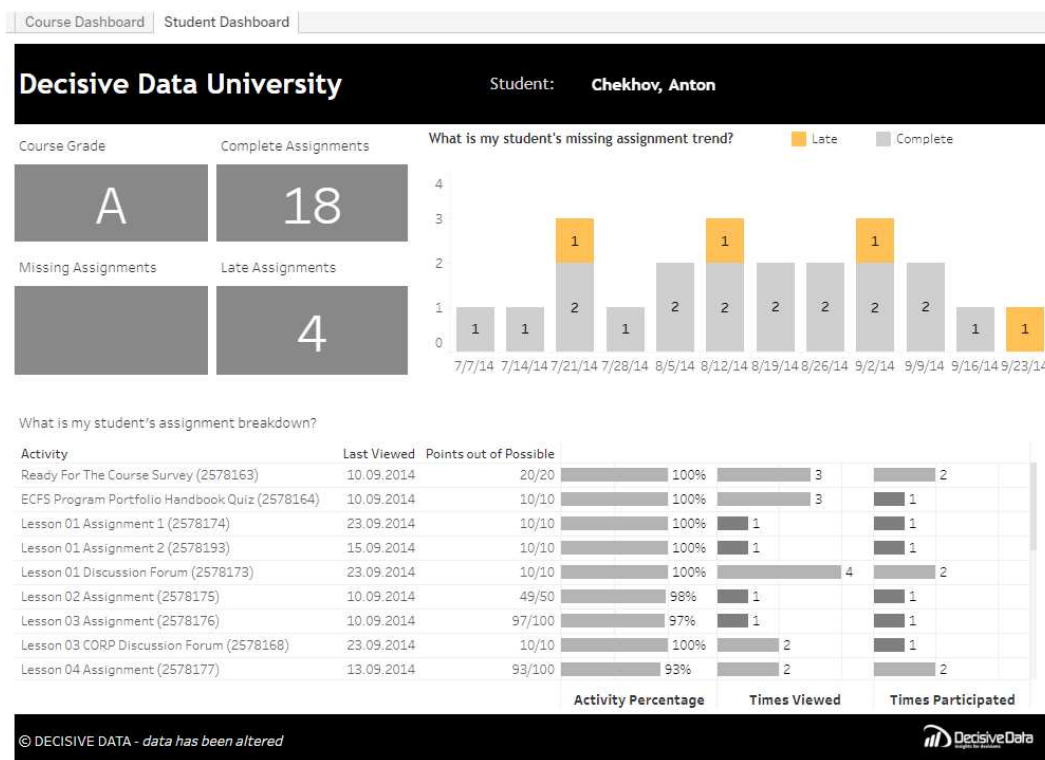 Course Dashboard Student Dashboard
Decisive Data University Student: Chekhov, Anton
Course Grade Complete Assignments
A 18
Missing Assignments Late Assignments
4
What is my student's missing assignment trend? Late Complete
4
3
2
1
0
1 1 2 1 1 2 2 1 2 2 2 1 2 1 1
7/7/14 7/14/14 7/21/14 7/28/14 8/5/14 8/12/14 8/19/14 8/26/14 9/2/14 9/9/14 9/16/14 9/23/14
What is my student's assignment breakdown?
Activity Last Viewed Points out of Possible
Ready For The Course Survey (2578163) 10.09.2014 20/20 100% 3 2
ECFS Program Portfolio Handbook Quiz (2578164) 10.09.2014 10/10 100% 3 1
Lesson 01 Assignment 1 (2578174) 23.09.2014 10/10 100% 1 1
Lesson 01 Assignment 2 (2578193) 15.09.2014 10/10 100% 1 1
Lesson 01 Discussion Forum (2578173) 23.09.2014 10/10 100% 4 2
Lesson 02 Assignment (2578175) 10.09.2014 49/50 98% 1 1
Lesson 03 Assignment (2578176) 10.09.2014 97/100 97% 1 1
Lesson 03 CORP Discussion Forum (2578168) 23.09.2014 10/10 100% 2 1
Lesson 04 Assignment (2578177) 13.09.2014 93/100 93% 2 2
Activity Percentage Times Viewed Times Participated
© DECISIVE DATA - data has been altered DecisiveData
insights for decisions